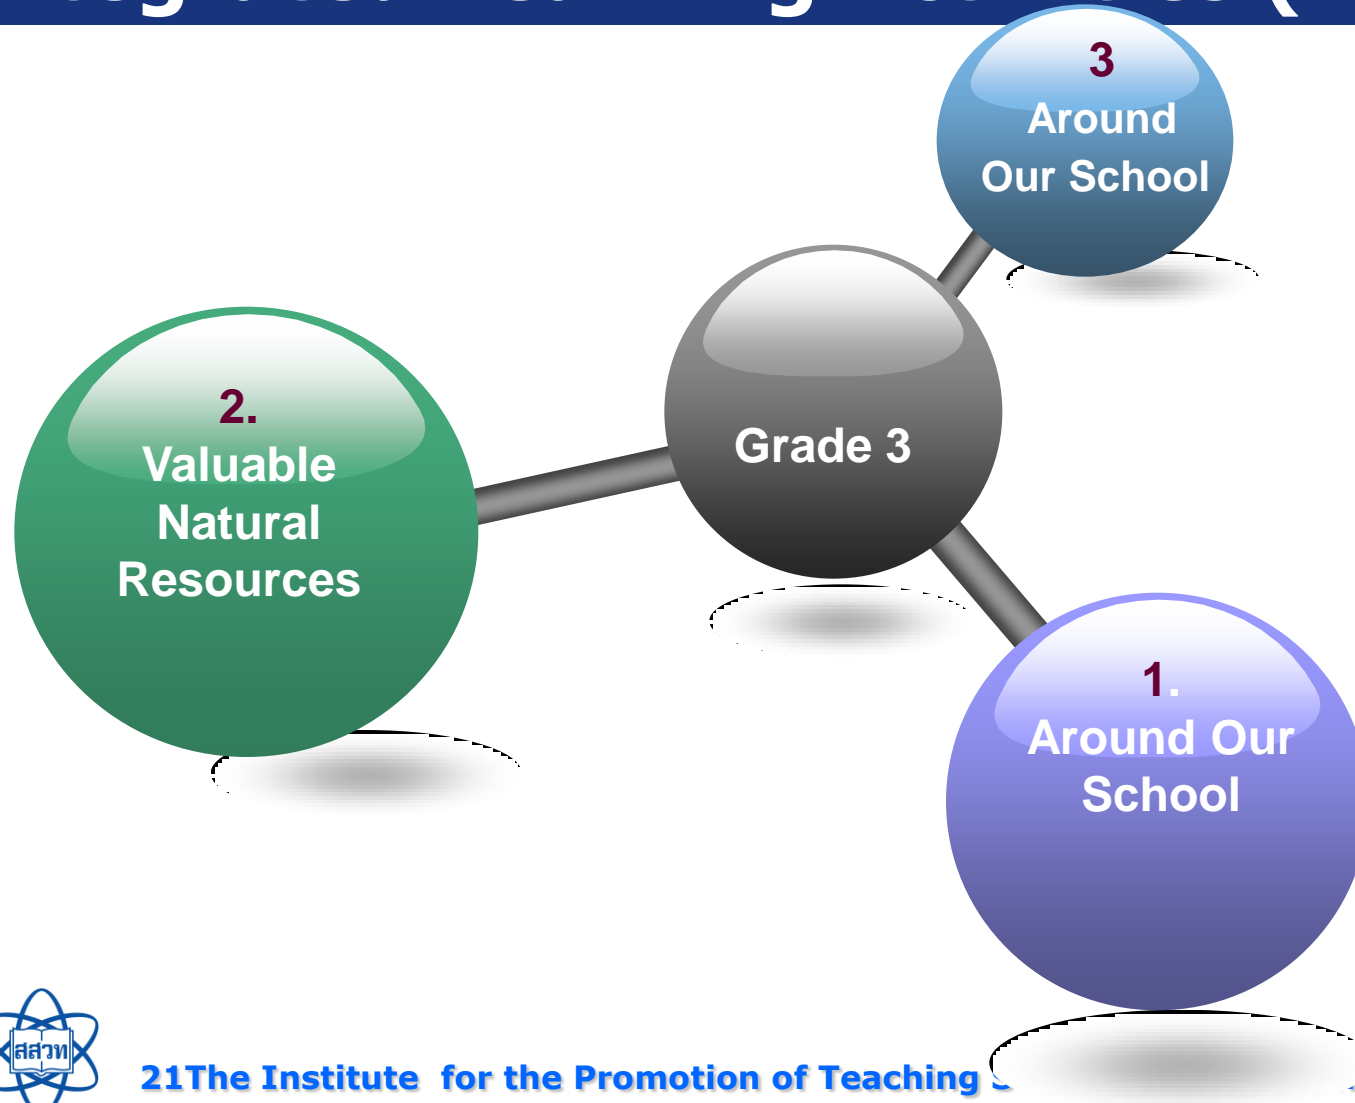 3
Around
Our School
Grade 3
2.
Valuable
Natural
Resources
1.
Around Our
School
สสวท
21The Institute for the Promotion of Teaching